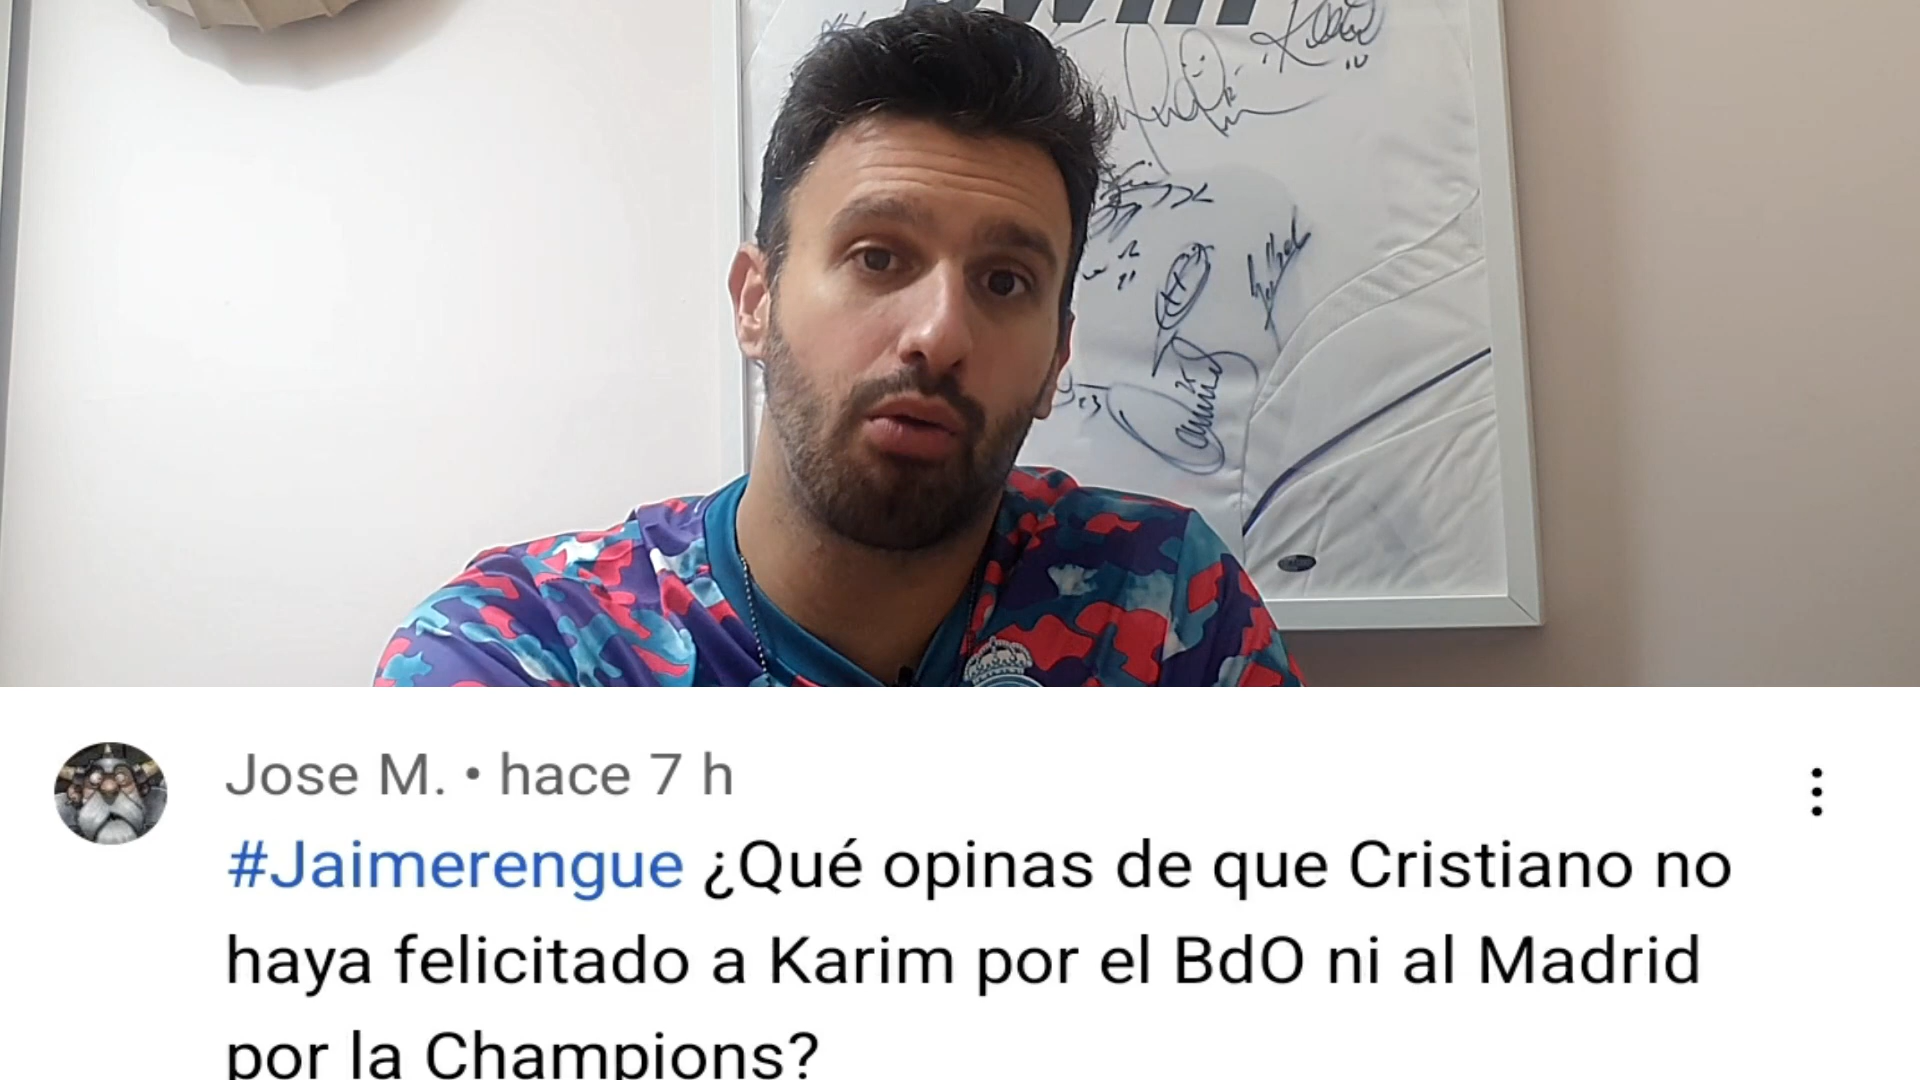 bwin
Jose M. • hace 7 h
#Jaimerengue ¿Qué opinas de que Cristiano no
haya felicitado a Karim por el BdO ni al Madrid
por la Champions?